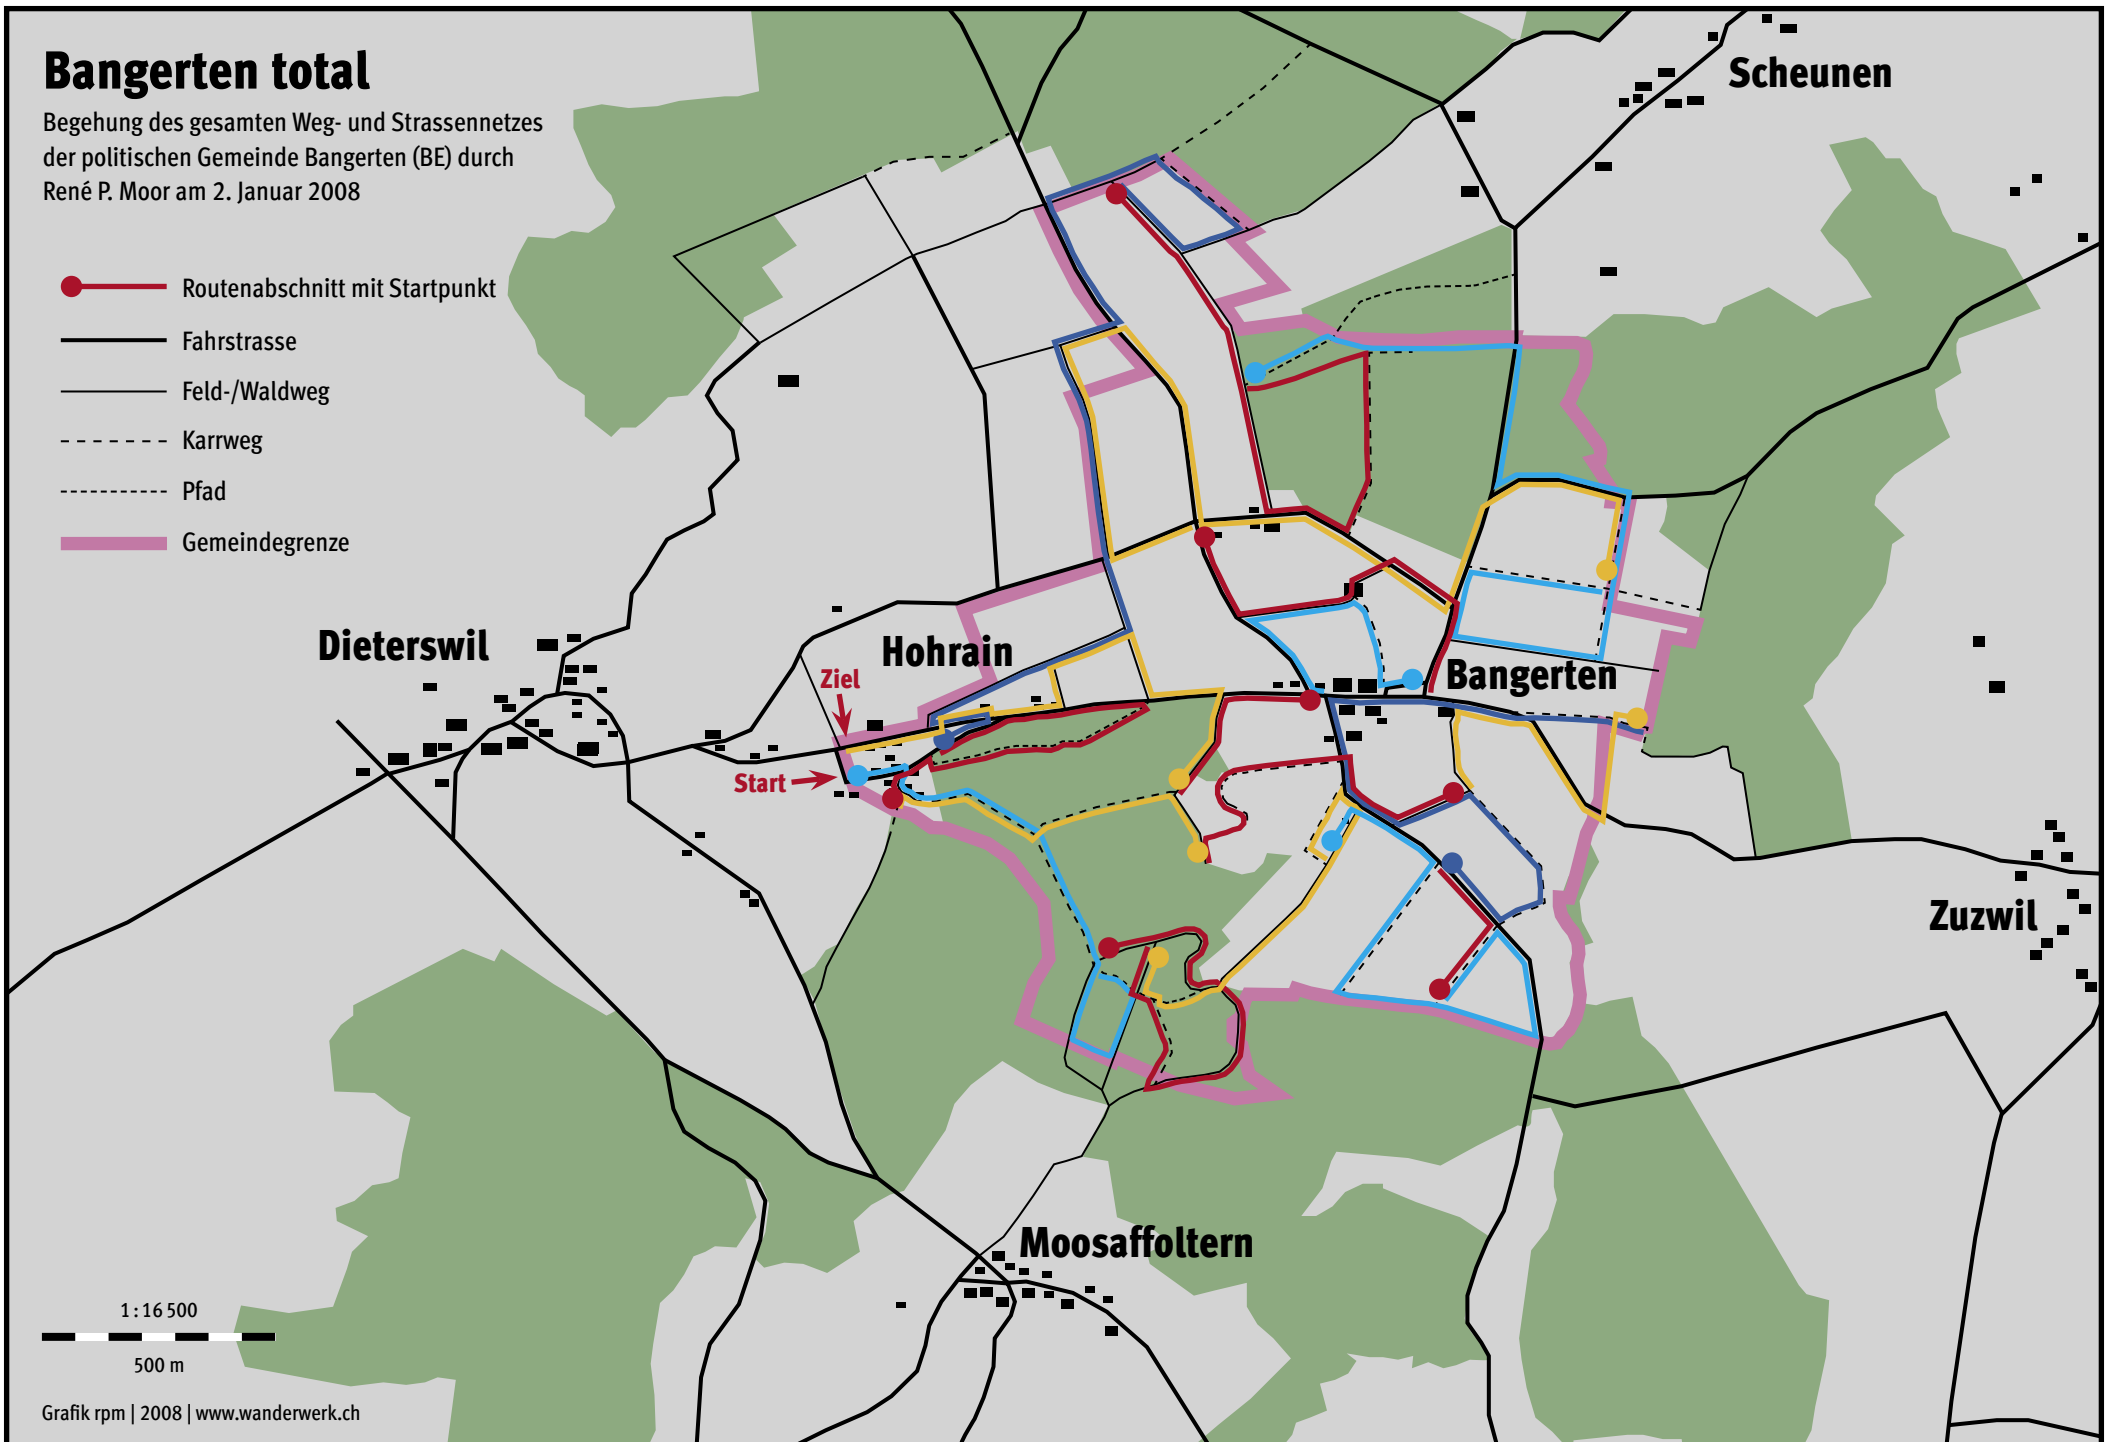 Bangerten total
Begehung des gesamten Weg- und Strassennetzes
der politischen Gemeinde Bangerten (BE) durch
René P. Moor am 2. Januar 2008
Routenabschnitt mit Startpunkt
Fahrstrasse
Feld-/Waldweg
Karrweg
Pfad
Gemeindegrenze
Scheunen
Dieterswil
Hohrain
Ziel
Bangerten
Start
Zuzwil
Moosaffoltern
1 : 16 500
500 m
Grafik rpm | 2008 | www.wanderwerk.ch